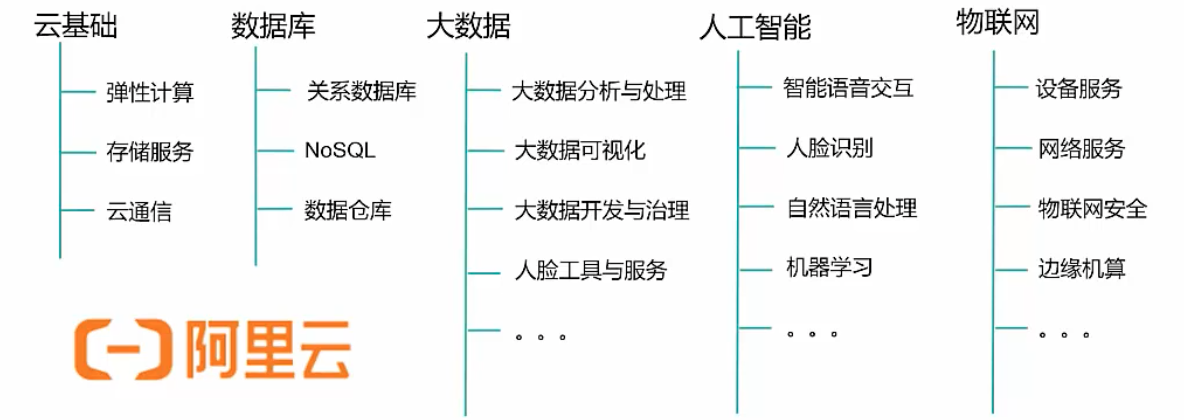 云基础
弹性计算
存储服务
云通信
数据库
关系数据库
NoSQL
数据仓库
大数据
大数据分析与处理
大数据可视化
大数据开发与治理
人脸工具与服务
。。。
人工智能
智能语音交互
人脸识别
自然语言处理
机器学习
。。。
物联网
设备服务
网络服务
物联网安全
边缘机算
。。。
阿里云